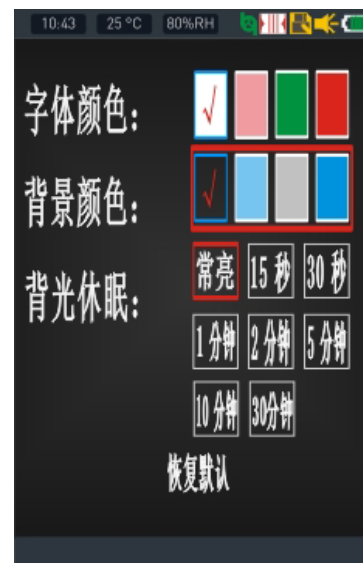 10:43 25 °C 80%RH
字体颜色：
背景颜色：
背光休眠： 常亮 15 秒 30 秒
1 分钟 2 分钟 5 分钟
10 分钟 30分钟
恢复默认